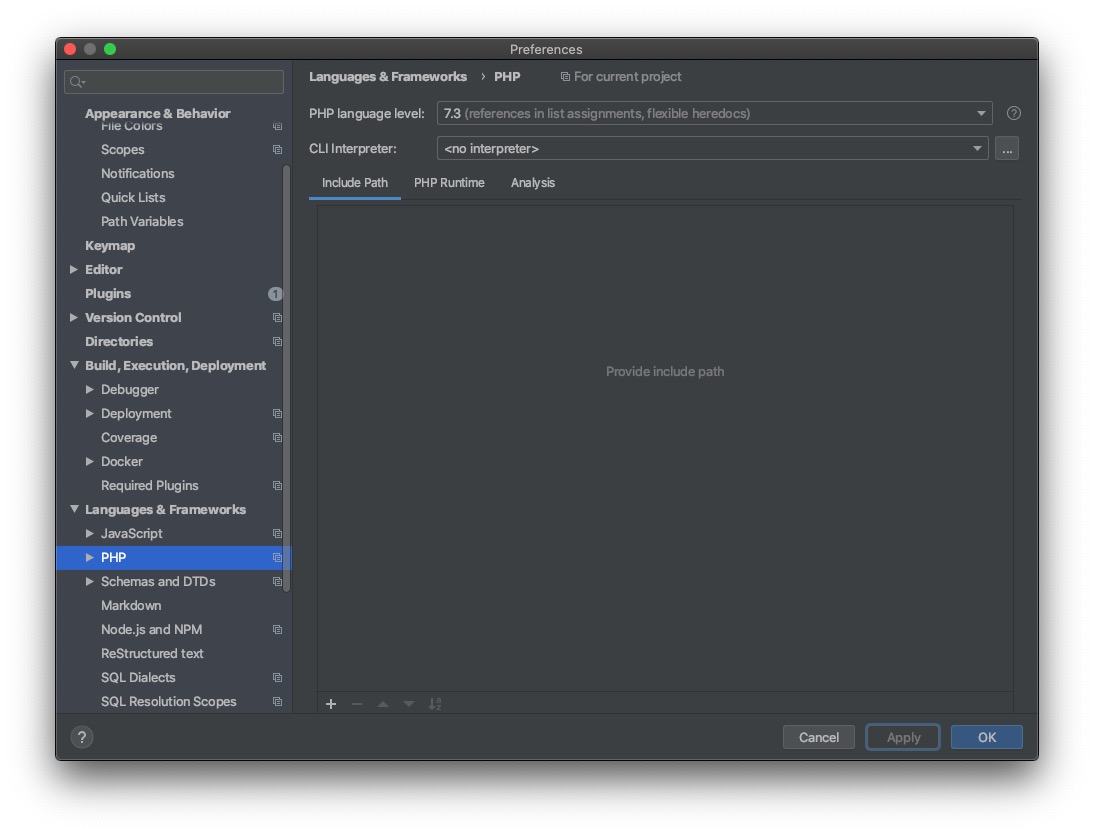 Preferences
Appearance & Behavior
File Colors
Scopes
Notifications
Quick Lists
Path Variables
Keymap
Editor
Plugins 1
Version Control
Directories
Build, Execution, Deployment
Debugger
Deployment
Coverage
Docker
Required Plugins
Languages & Frameworks
JavaScript
PHP
Schemas and DTDs
Markdown
Node.js and NPM
ReStructured text
SQL Dialects
SQL Resolution Scopes
Languages & Frameworks › PHP For current project
PHP language level: 7.3 (references in list assignments, flexible heredocs) ?
CLI Interpreter: <no interpreter> ...
Include Path PHP Runtime Analysis
Provide include path
? Cancel Apply OK